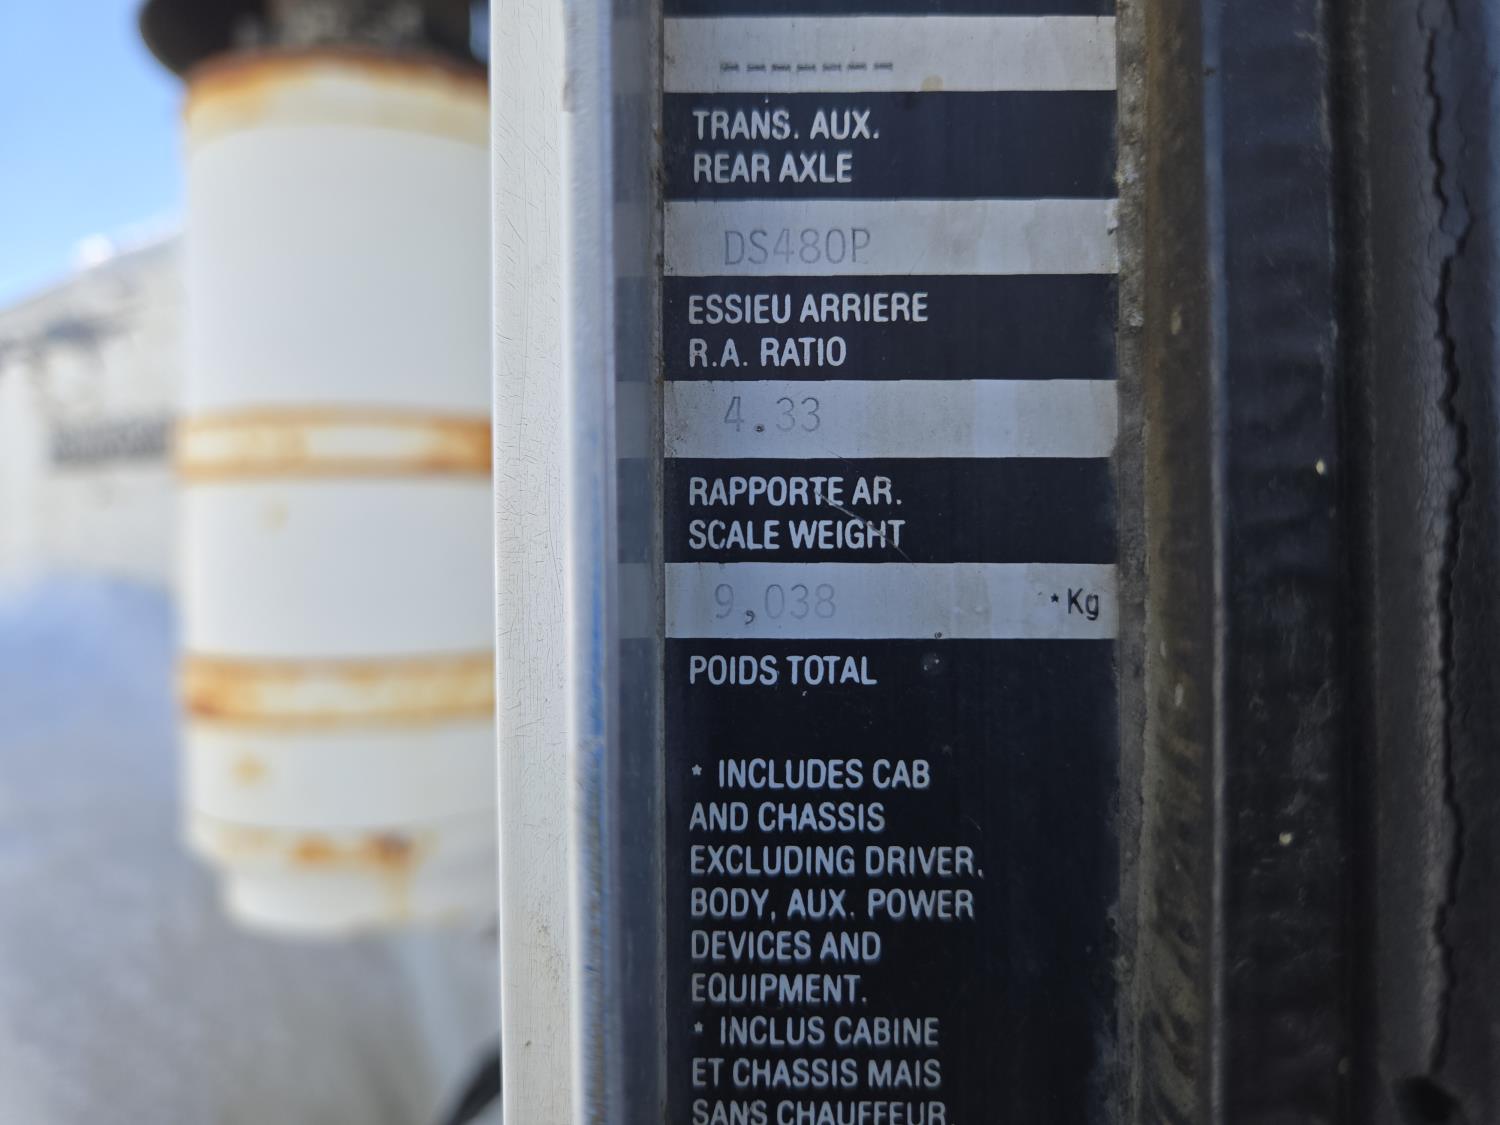 -------
TRANS. AUX.
REAR AXLE
DS480P
ESSIEU ARRIERE
R.A. RATIO
4.33
RAPPORTE AR.
SCALE WEIGHT
9,038 *Kg
POIDS TOTAL
* INCLUDES CAB
AND CHASSIS
EXCLUDING DRIVER,
BODY, AUX. POWER
DEVICES AND
EQUIPMENT.
* INCLUS CABINE
ET CHASSIS MAIS
SANS CHAUFFEUR,